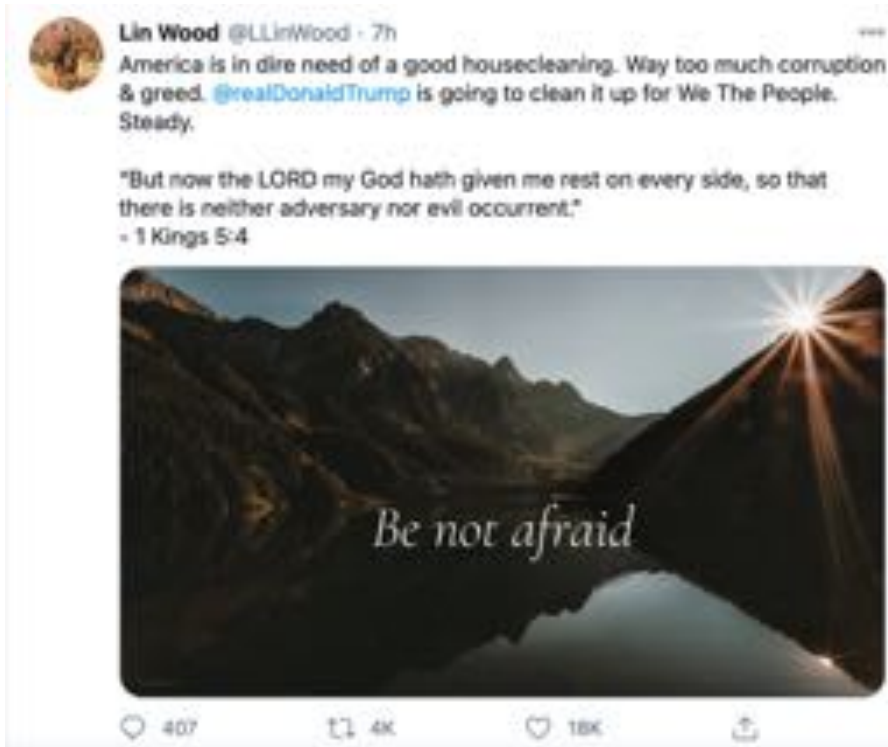 Lin Wood @LLinWood · 7h
America is in dire need of a good housecleaning. Way too much corruption
& greed. @realDonaldTrump is going to clean it up for We The People.
Steady.
"But now the LORD my God hath given me rest on every side, so that
there is neither adversary nor evil occurrent."
- 1 Kings 5:4
Be not afraid
407 4K 18K